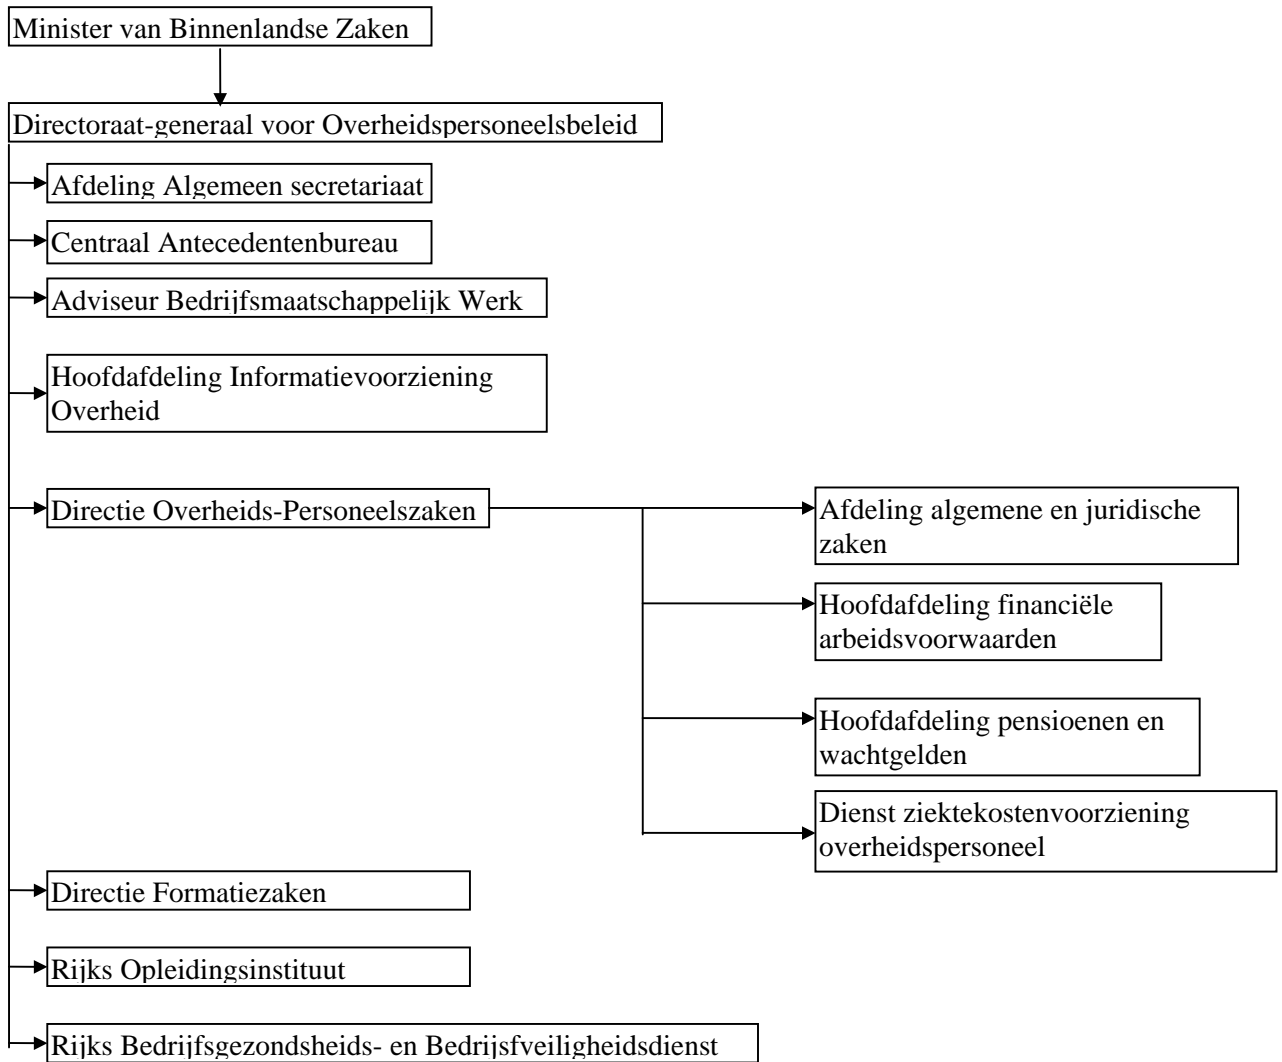 Minister van Binnenlandse Zaken
Directoraat-generaal voor Overheidspersoneelsbeleid
Afdeling Algemeen secretariaat
Centraal Antecedentenbureau
Adviseur Bedrijfsmaatschappelijk Werk
Hoofdafdeling Informatievoorziening
Overheid
Directie Overheids-Personeelszaken
Afdeling algemene en juridische
zaken
Hoofdafdeling financiële
arbeidsvoorwaarden
Hoofdafdeling pensioenen en
wachtgelden
Dienst ziektekostenvoorziening
overheidspersoneel
Directie Formatiezaken
Rijks Opleidingsinstituut
Rijks Bedrijfsgezondsheids- en Bedrijsfveiligheidsdienst